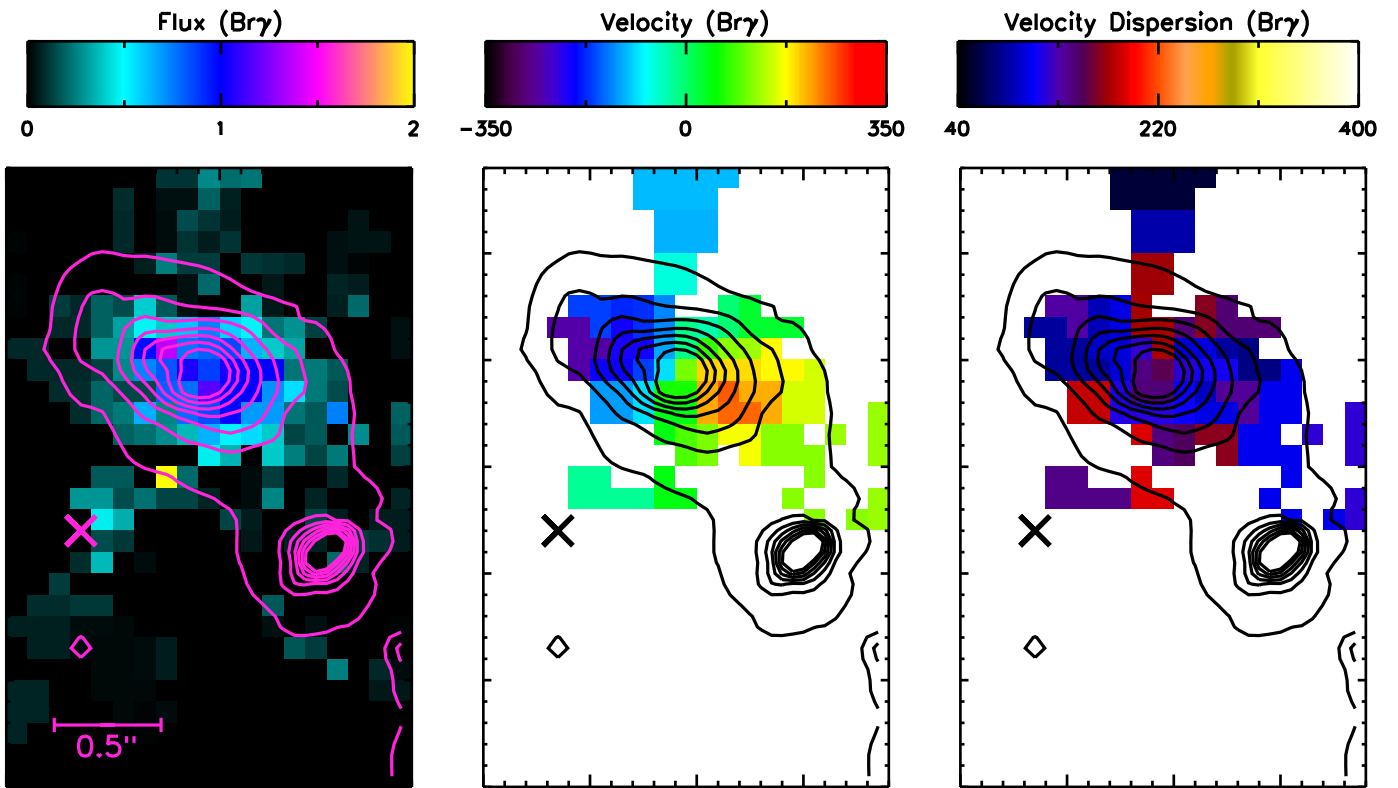 Flux (Brγ)
Velocity (Brγ)
Velocity Dispersion (Brγ)
0 1 2
−350 0 350
40 220 400
0.5"